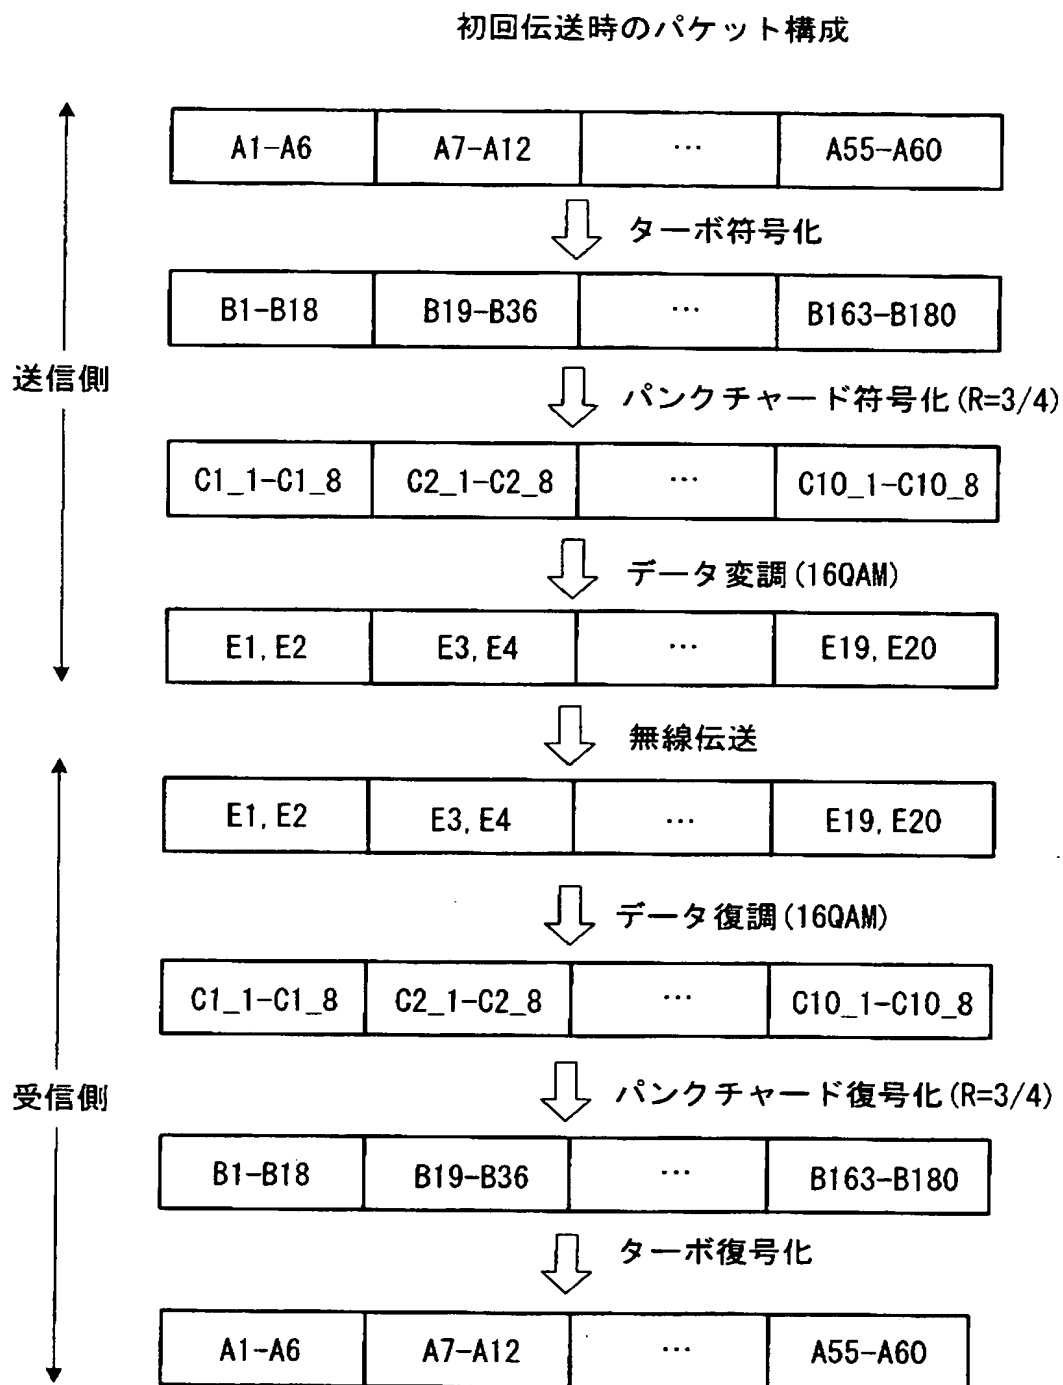 初回伝送時のパケット構成
A1-A6 A7-A12 ... A55-A60
ターボ符号化
B1-B18 B19-B36 ... B163-B180
送信側
パンクチャード符号化(R=3/4)
C1_1-C1_8 C2_1-C2_8 ... C10_1-C10_8
データ変調(16QAM)
E1, E2 E3, E4 ... E19, E20
無線伝送
E1, E2 E3, E4 ... E19, E20
データ復調(16QAM)
C1_1-C1_8 C2_1-C2_8 ... C10_1-C10_8
受信側
パンクチャード復号化(R=3/4)
B1-B18 B19-B36 ... B163-B180
ターボ復号化
A1-A6 A7-A12 ... A55-A60